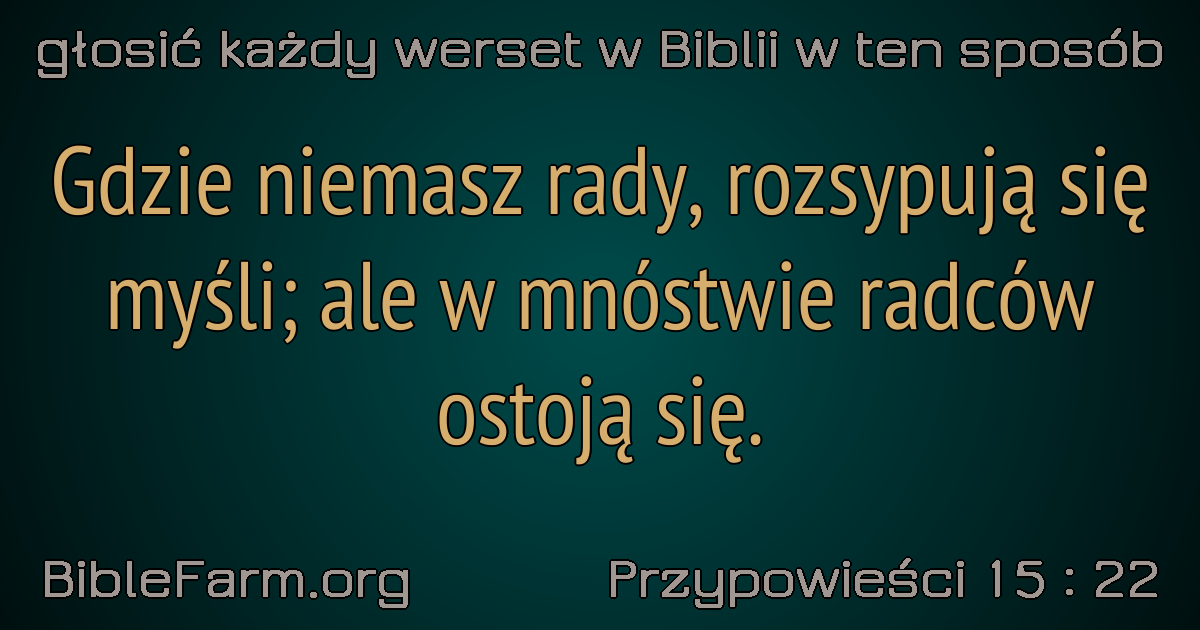 głosić każdy werset w Biblii w ten sposób
Gdzie niemasz rady, rozsypują się
myśli; ale w mnóstwie radców
ostoją się.
BibleFarm.org
Przypowieści 15 : 22